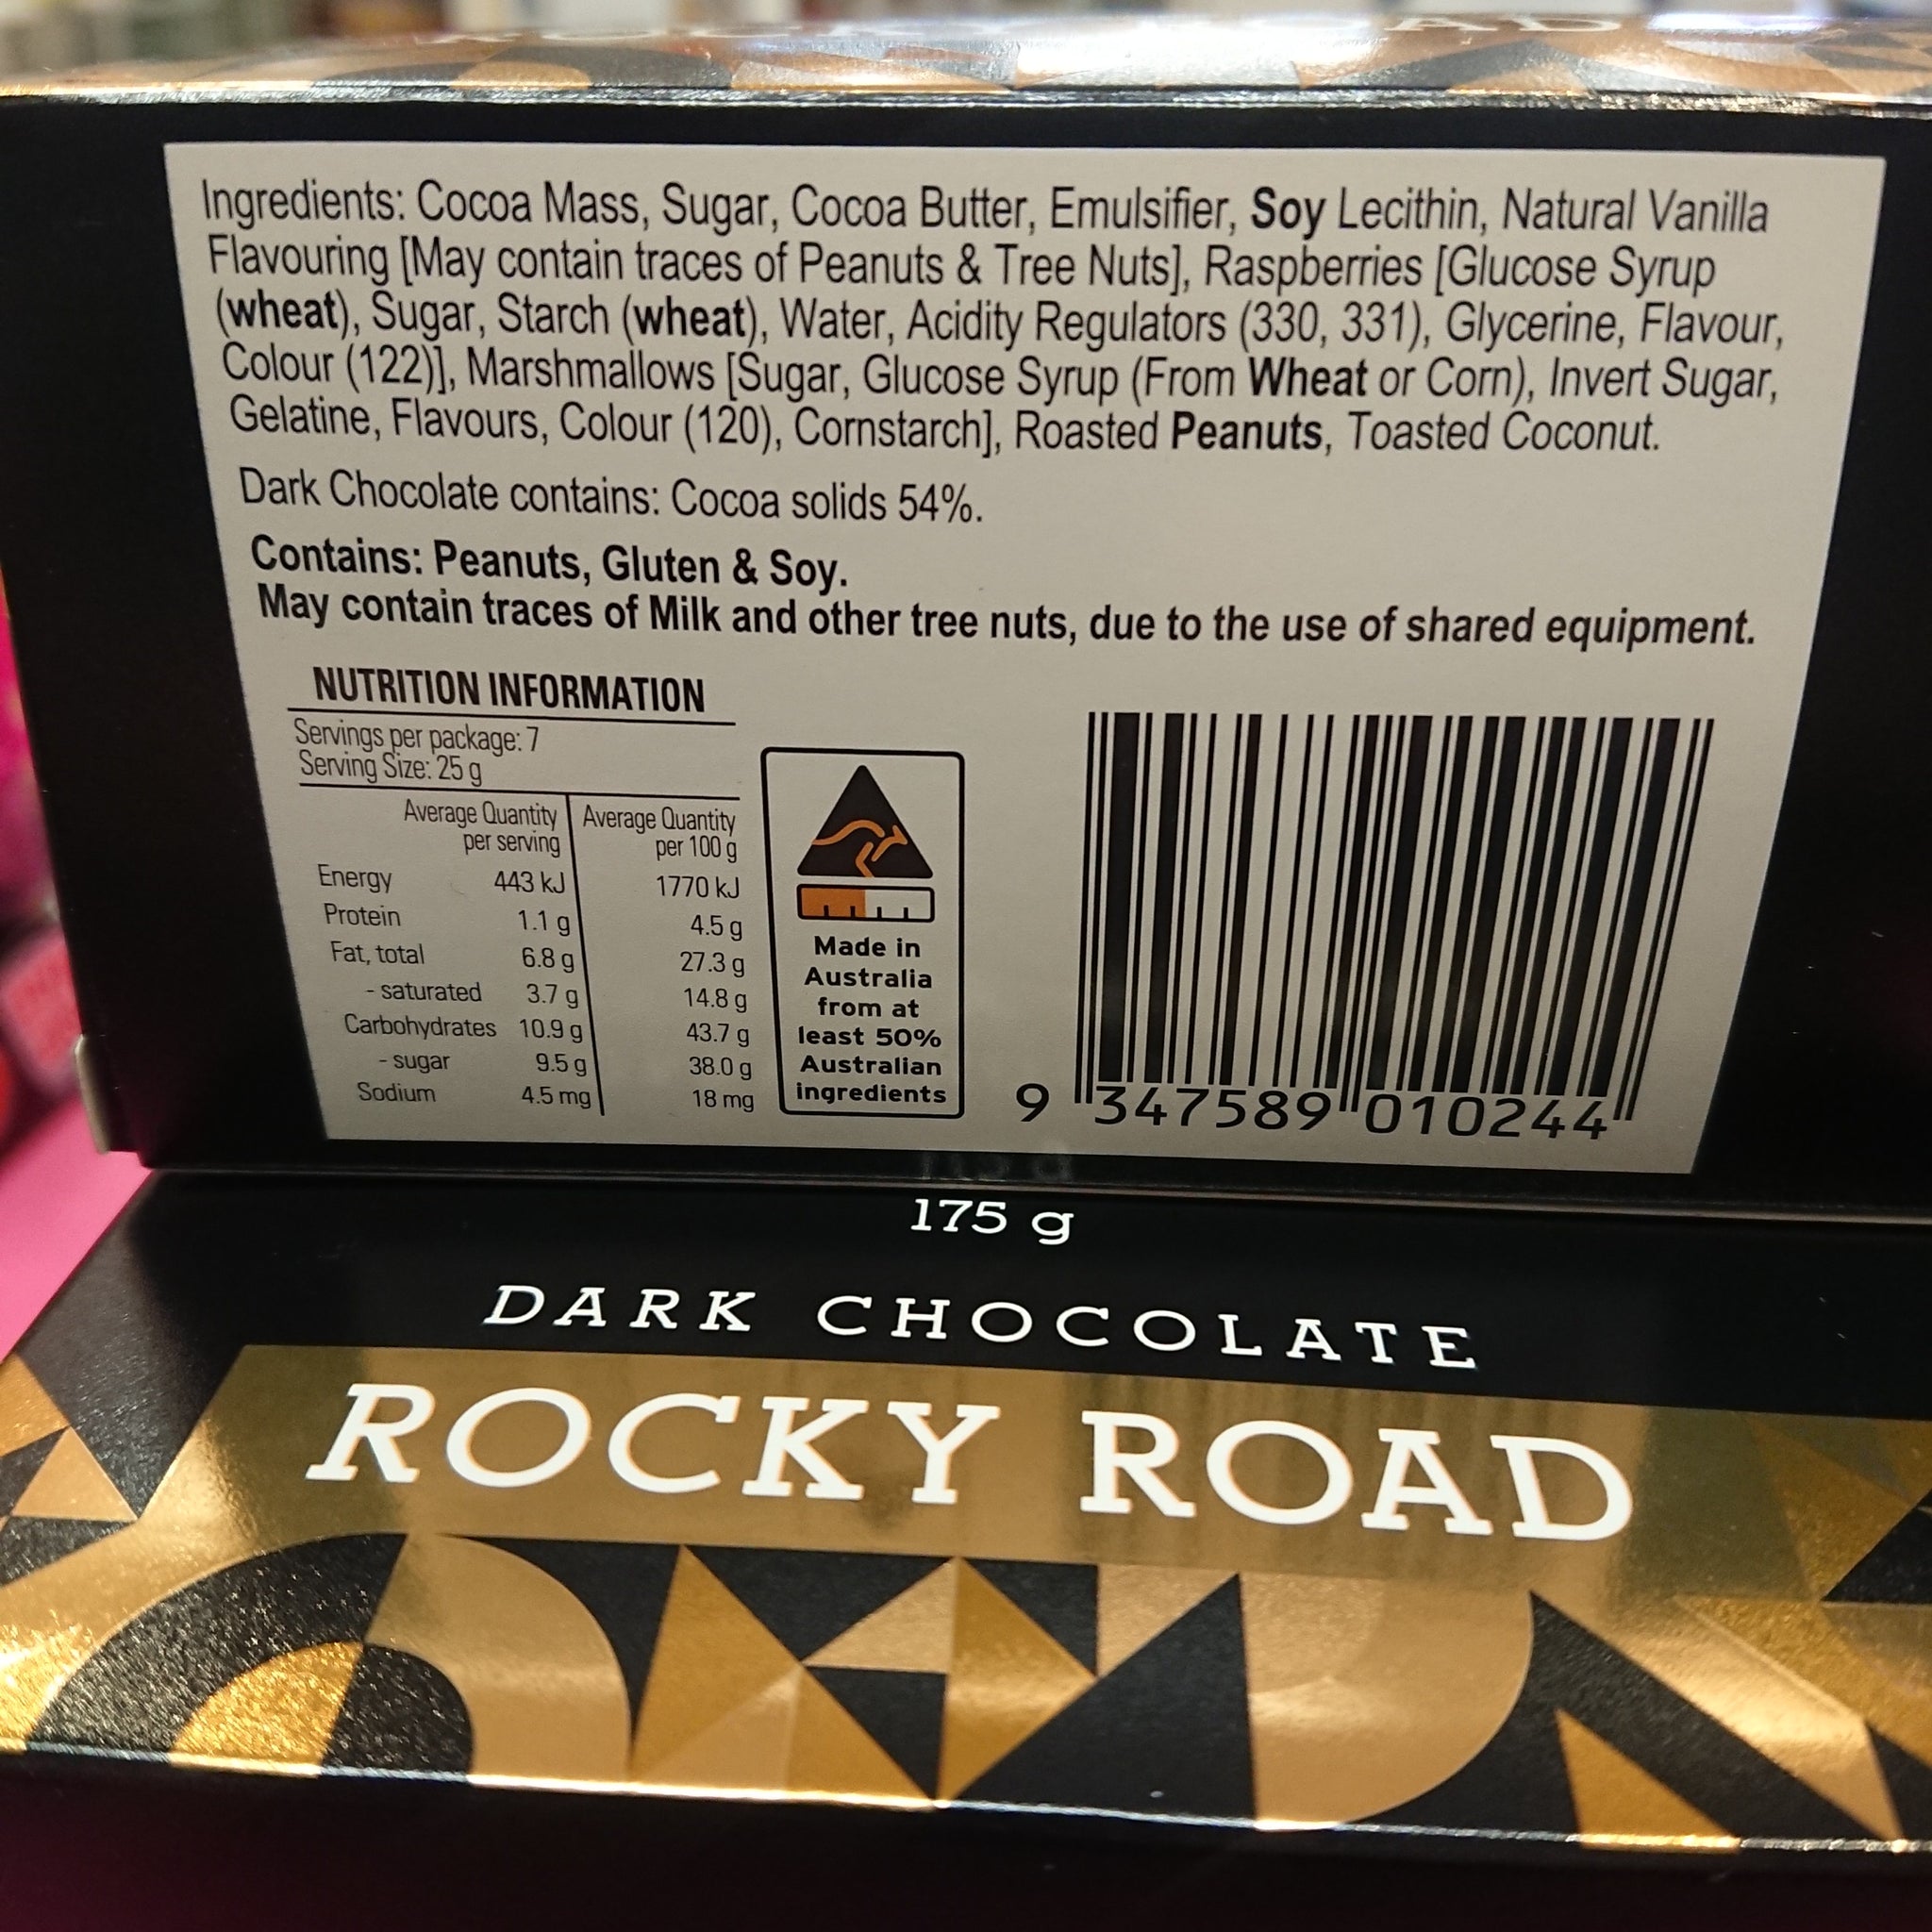 ROCKY ROAD
Ingredients: Cocoa Mass, Sugar, Cocoa Butter, Emulsifier, Soy Lecithin, Natural Vanilla
Flavouring [May contain traces of Peanuts & Tree Nuts], Raspberries [Glucose Syrup
(wheat), Sugar, Starch (wheat), Water, Acidity Regulators (330, 331), Glycerine, Flavour,
Colour (122)], Marshmallows [Sugar, Glucose Syrup (From Wheat or Corn), Invert Sugar,
Gelatine, Flavours, Colour (120), Cornstarch], Roasted Peanuts, Toasted Coconut.
Dark Chocolate contains: Cocoa solids 54%.
Contains: Peanuts, Gluten & Soy.
May contain traces of Milk and other tree nuts, due to the use of shared equipment.
NUTRITION INFORMATION
Servings per package: 7
Serving Size: 25 g
Average Quantity per serving Average Quantity per 100 g
Energy 443 kJ 1770 kJ
Protein 1.1 g 4.5 g
Fat, total 6.8 g 27.3 g
- saturated 3.7 g 14.8 g
Carbohydrates 10.9 g 43.7 g
- sugar 9.5 g 38.0 g
Sodium 4.5 mg 18 mg
Made in
Australia
from at
least 50%
Australian
ingredients
9 347589 010244
175 g
DARK CHOCOLATE
ROCKY ROAD